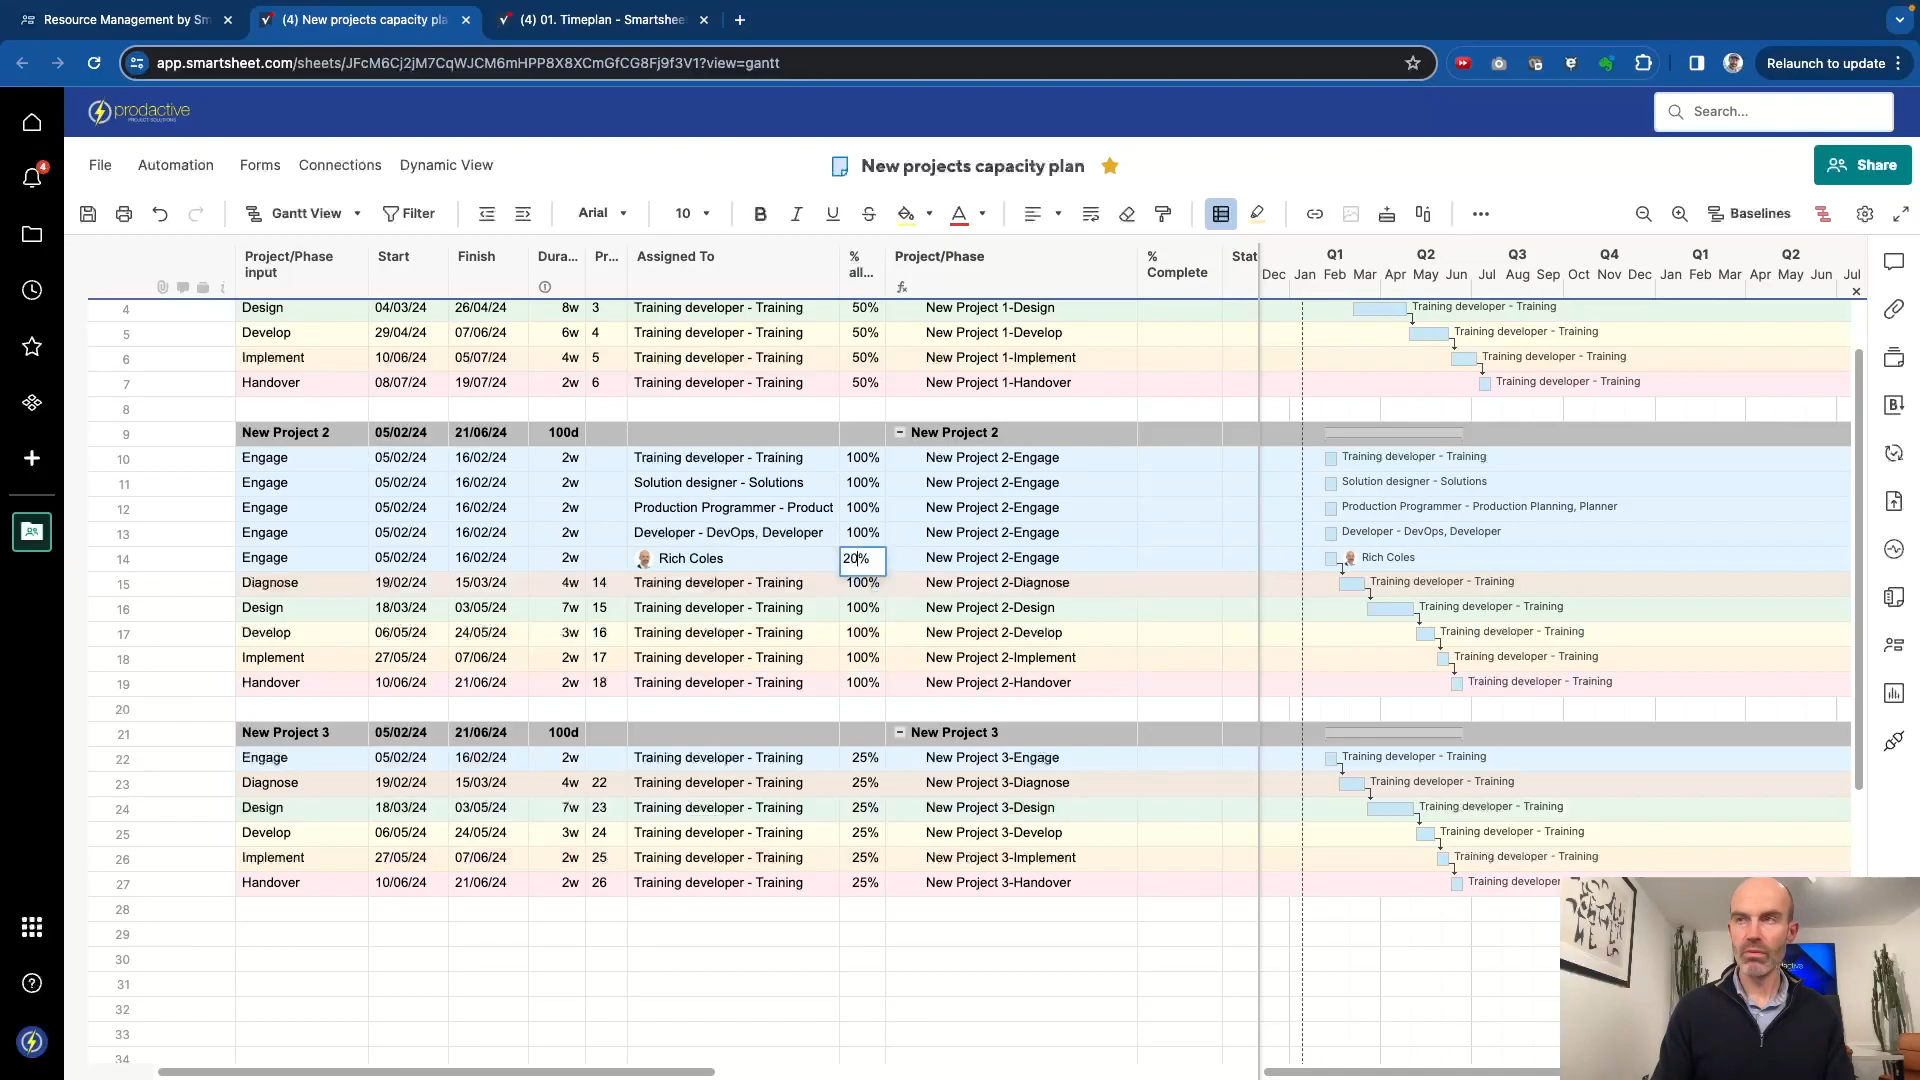 Resource Management by Sm
(4) New projects capacity pla
(4) 01. Timeplan - Smartshee
app.smartsheet.com/sheets/JFcM6Cj2jM7CqWJCM6mHPP8X8XCmGfCG8Fj9f3V1?view=gantt
Relaunch to update
prodactive
PROJECT SOLUTIONS
Search...
4
File
Automation
Forms
Connections
Dynamic View
New projects capacity plan
Share
Gantt View
Filter
Arial
10
B
I
U
S
A
Baselines
Project/Phase input
Start
Finish
Dura...
Pr...
Assigned To
% all...
Project/Phase
% Complete
Stat
Q1 Q2 Q3 Q4 Q1 Q2
Dec Jan Feb Mar Apr May Jun Jul Aug Sep Oct Nov Dec Jan Feb Mar Apr May Jun Jul
4 Design 04/03/24 26/04/24 8w 3 Training developer - Training 50% New Project 1-Design Training developer - Training
5 Develop 29/04/24 07/06/24 6w 4 Training developer - Training 50% New Project 1-Develop Training developer - Training
6 Implement 10/06/24 05/07/24 4w 5 Training developer - Training 50% New Project 1-Implement Training developer - Training
7 Handover 08/07/24 19/07/24 2w 6 Training developer - Training 50% New Project 1-Handover Training developer - Training
8
9 New Project 2 05/02/24 21/06/24 100d New Project 2
10 Engage 05/02/24 16/02/24 2w Training developer - Training 100% New Project 2-Engage Training developer - Training
11 Engage 05/02/24 16/02/24 2w Solution designer - Solutions 100% New Project 2-Engage Solution designer - Solutions
12 Engage 05/02/24 16/02/24 2w Production Programmer - Product 100% New Project 2-Engage Production Programmer - Production Planning, Planner
13 Engage 05/02/24 16/02/24 2w Developer - DevOps, Developer 100% New Project 2-Engage Developer - DevOps, Developer
14 Engage 05/02/24 16/02/24 2w Rich Coles 20% New Project 2-Engage Rich Coles
15 Diagnose 19/02/24 15/03/24 4w 14 Training developer - Training 100% New Project 2-Diagnose Training developer - Training
16 Design 18/03/24 03/05/24 7w 15 Training developer - Training 100% New Project 2-Design Training developer - Training
17 Develop 06/05/24 24/05/24 3w 16 Training developer - Training 100% New Project 2-Develop Training developer - Training
18 Implement 27/05/24 07/06/24 2w 17 Training developer - Training 100% New Project 2-Implement Training developer - Training
19 Handover 10/06/24 21/06/24 2w 18 Training developer - Training 100% New Project 2-Handover Training developer - Training
20
21 New Project 3 05/02/24 21/06/24 100d New Project 3
22 Engage 05/02/24 16/02/24 2w Training developer - Training 25% New Project 3-Engage Training developer - Training
23 Diagnose 19/02/24 15/03/24 4w 22 Training developer - Training 25% New Project 3-Diagnose Training developer - Training
24 Design 18/03/24 03/05/24 7w 23 Training developer - Training 25% New Project 3-Design Training developer - Training
25 Develop 06/05/24 24/05/24 3w 24 Training developer - Training 25% New Project 3-Develop Training developer - Training
26 Implement 27/05/24 07/06/24 2w 25 Training developer - Training 25% New Project 3-Implement Training developer - Training
27 Handover 10/06/24 21/06/24 2w 26 Training developer - Training 25% New Project 3-Handover Training developer
28
29
30
31
32
33
34